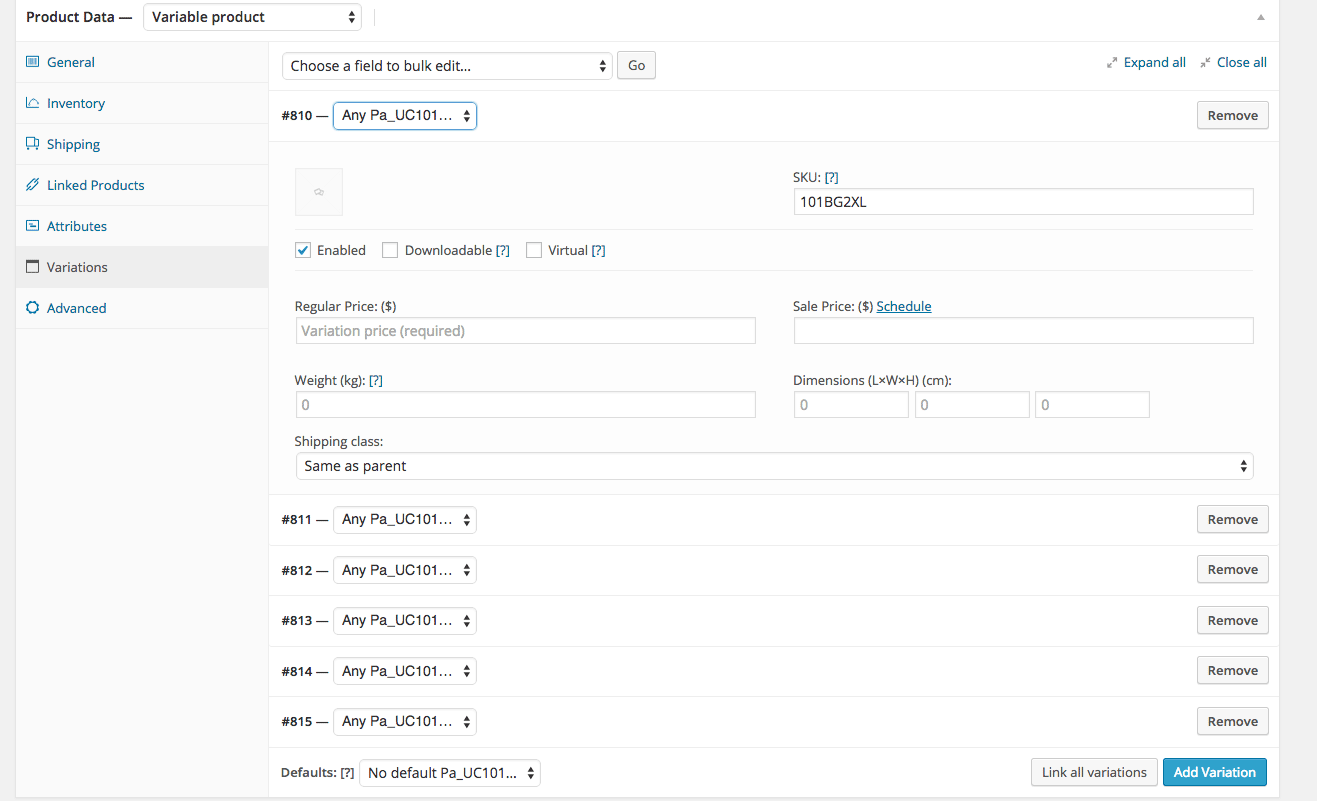 Product Data — Variable product
General
Inventory
Shipping
Linked Products
Attributes
Variations
Advanced
Choose a field to bulk edit... Go Expand all Close all
#810 — Any Pa_UC101... Remove
SKU: [?]
101BG2XL
Enabled Downloadable [?] Virtual [?]
Regular Price: ($) Sale Price: ($) Schedule
Variation price (required)
Weight (kg): [?] Dimensions (L×W×H) (cm):
0 0 0 0
Shipping class:
Same as parent
#811 — Any Pa_UC101... Remove
#812 — Any Pa_UC101... Remove
#813 — Any Pa_UC101... Remove
#814 — Any Pa_UC101... Remove
#815 — Any Pa_UC101... Remove
Defaults: [?] No default Pa_UC101... Link all variations Add Variation